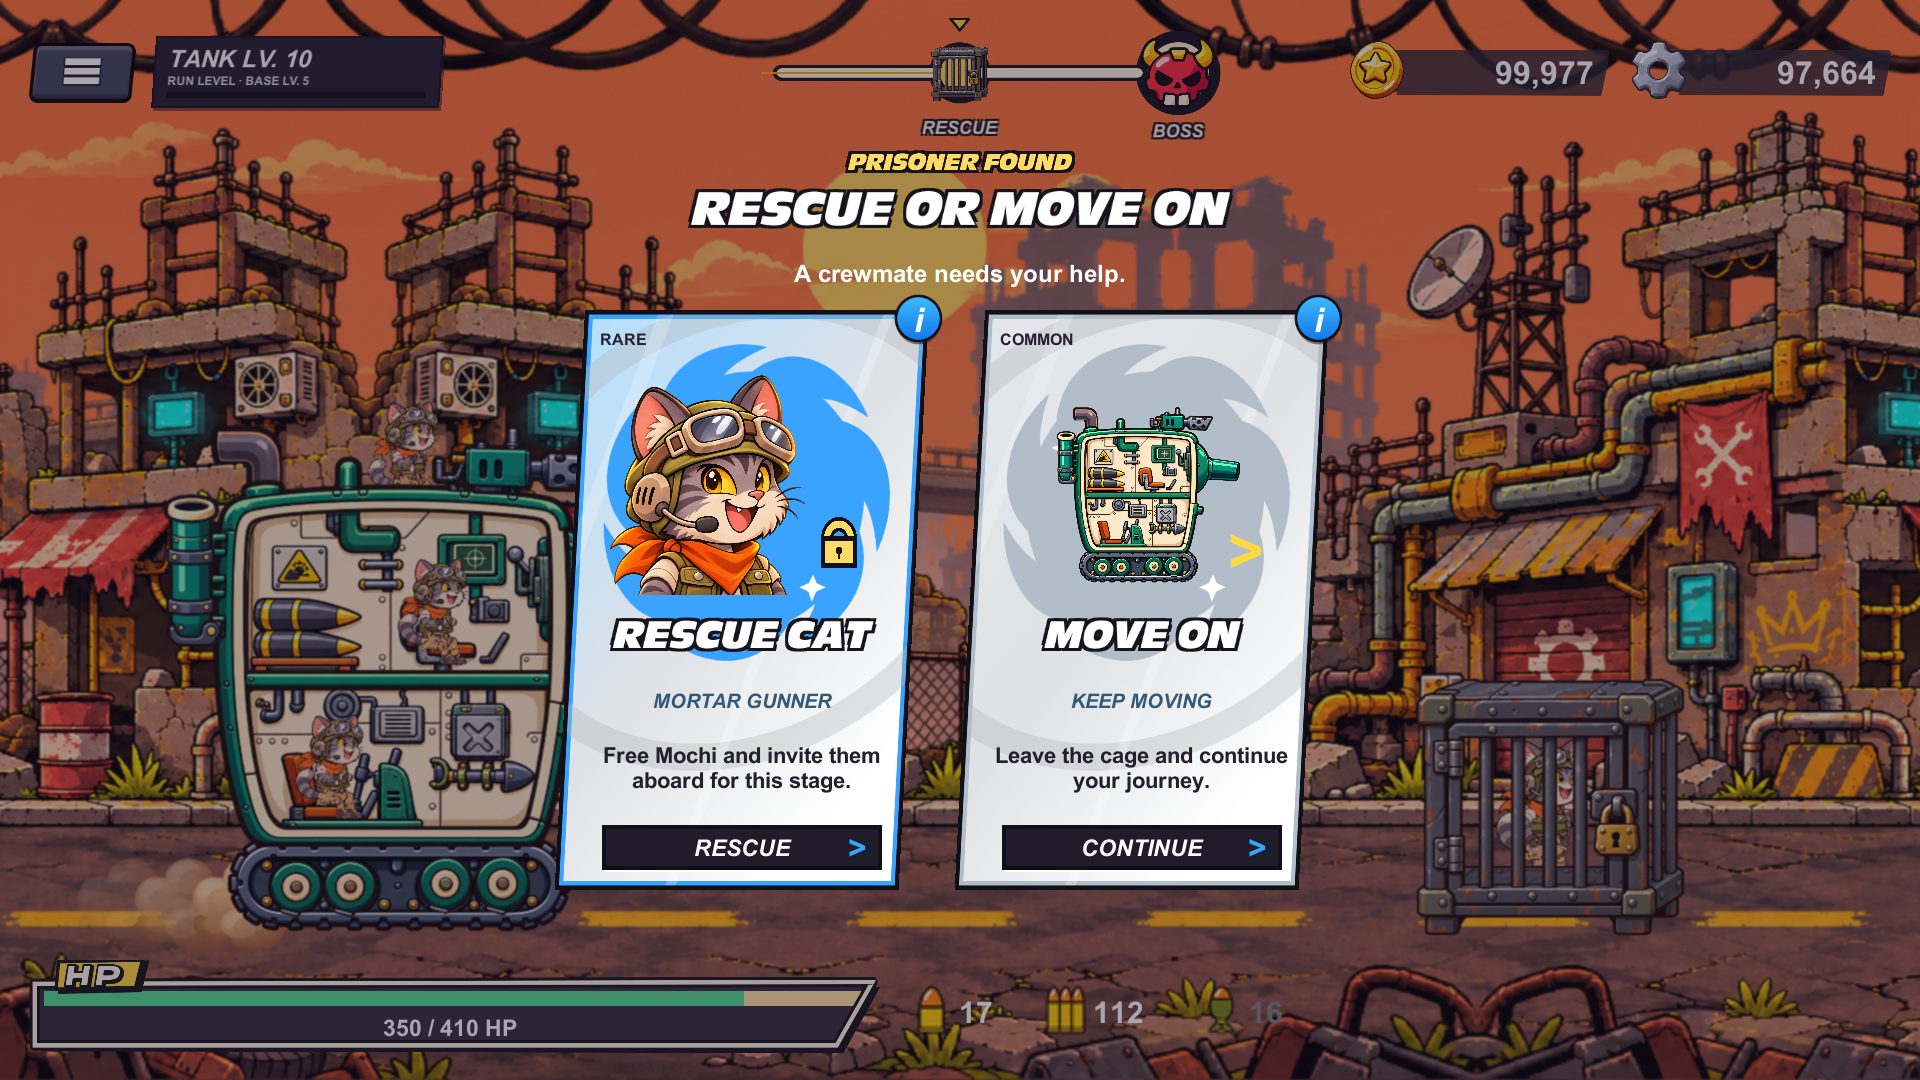 TANK LV. 10
RUN LEVEL · BASE LV. 5
RESCUE
BOSS
99,977
97,664
PRISONER FOUND
RESCUE OR MOVE ON
A crewmate needs your help.
RARE
i
RESCUE CAT
MORTAR GUNNER
Free Mochi and invite them
aboard for this stage.
RESCUE >
COMMON
i
>
MOVE ON
KEEP MOVING
Leave the cage and continue
your journey.
CONTINUE >
HP
350 / 410 HP
17
112
16